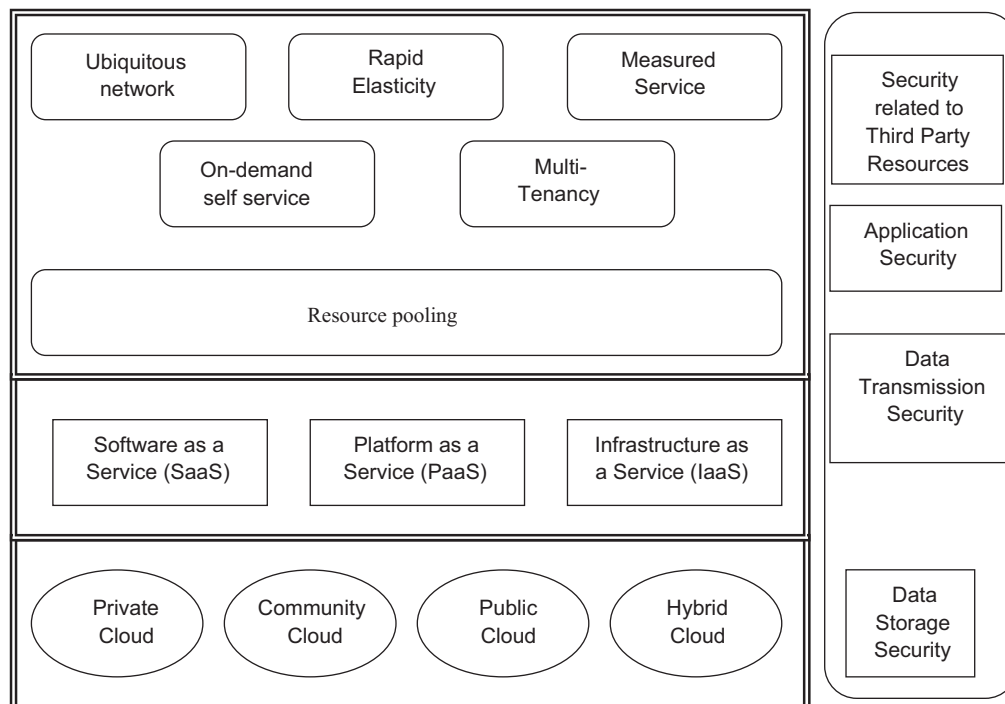 Ubiquitous
network
Rapid
Elasticity
Measured
Service
On-demand
self service
Multi-
Tenancy
Resource pooling
Software as a
Service (SaaS)
Platform as a
Service (PaaS)
Infrastructure as
a Service (IaaS)
Private
Cloud
Community
Cloud
Public
Cloud
Hybrid
Cloud
Security
related to
Third Party
Resources
Application
Security
Data
Transmission
Security
Data
Storage
Security